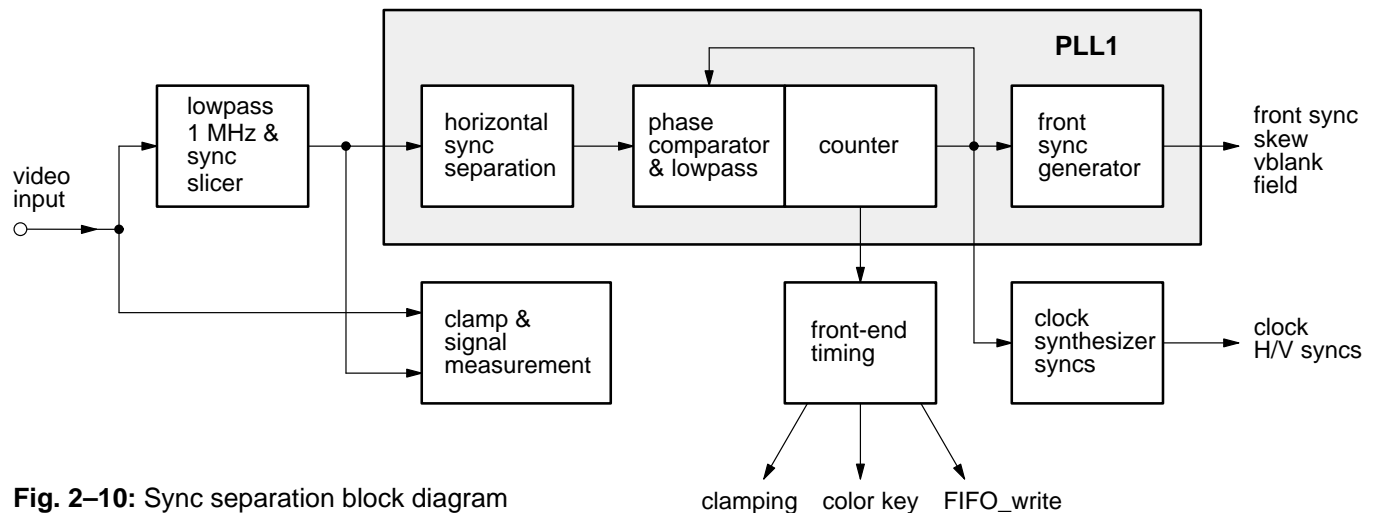 PLL1
lowpass
1 MHz &
sync
slicer
horizontal
sync
separation
phase
comparator
& lowpass
counter
front
sync
generator
front sync
skew
vblank
field
video
input
clamp &
signal
measurement
front-end
timing
clock
synthesizer
syncs
clock
H/V syncs
clamping
color key
FIFO_write
Fig. 2–10: Sync separation block diagram